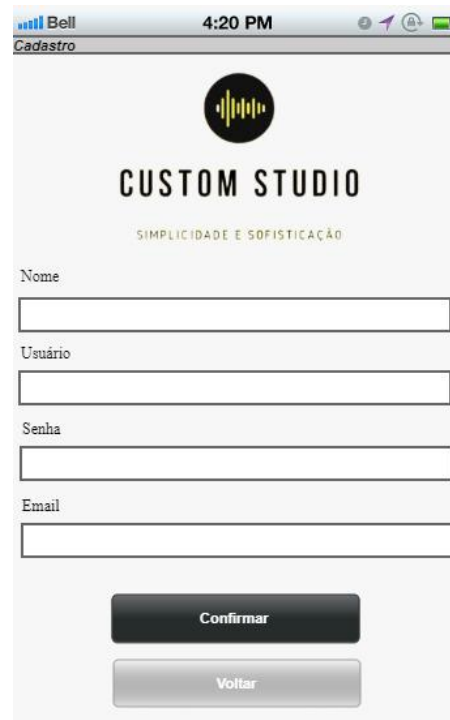 Bell 4:20 PM
Cadastro
CUSTOM STUDIO
SIMPLICIDADE E SOFISTICAÇÃO
Nome
Usuário
Senha
Email
Confirmar
Voltar